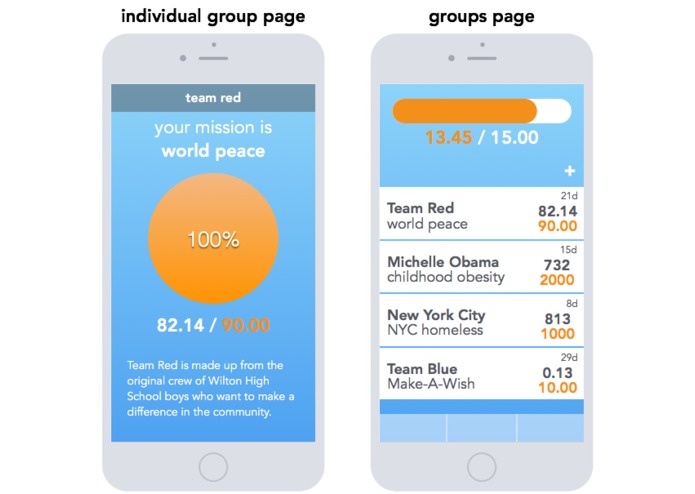 individual group page
team red
your mission is
world peace
100%
82.14 / 90.00
Team Red is made up from the
original crew of Wilton High
School boys who want to make a
difference in the community.
groups page
13.45 / 15.00
+
21d
Team Red 82.14
world peace 90.00
15d
Michelle Obama 732
childhood obesity 2000
8d
New York City 813
NYC homeless 1000
29d
Team Blue 0.13
Make-A-Wish 10.00